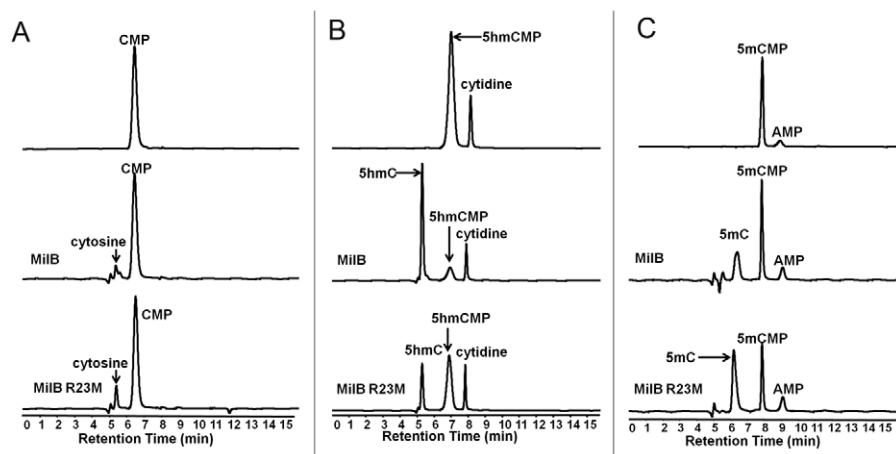 A
CMP
CMP
cytosine
MilB
CMP
cytosine
MilB R23M
0 1 2 3 4 5 6 7 8 9 10 11 12 13 14 15
Retention Time (min)
B
5hmCMP
cytidine
5hmC
5hmCMP
cytidine
MilB
5hmCMP
5hmC
cytidine
MilB R23M
0 1 2 3 4 5 6 7 8 9 10 11 12 13 14 15
Retention Time (min)
C
5mCMP
AMP
5mCMP
5mC
AMP
MilB
5mCMP
5mC
AMP
MilB R23M
0 1 2 3 4 5 6 7 8 9 10 11 12 13 14 15
Retention Time (min)